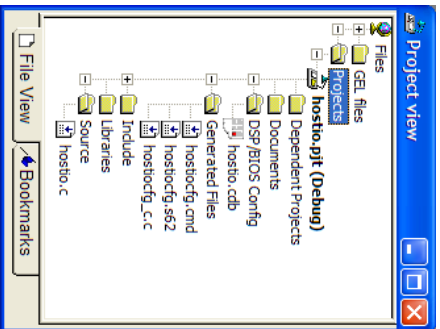 Project view
Files
GEL files
Projects
hostio.pjt (Debug)
Dependent Projects
Documents
DSP/BIOS Config
hostio.cdb
Generated Files
hostiocfg.cmd
hostiocfg.s62
hostiocfg_c.c
Include
Libraries
Source
hostio.c
File View Bookmarks